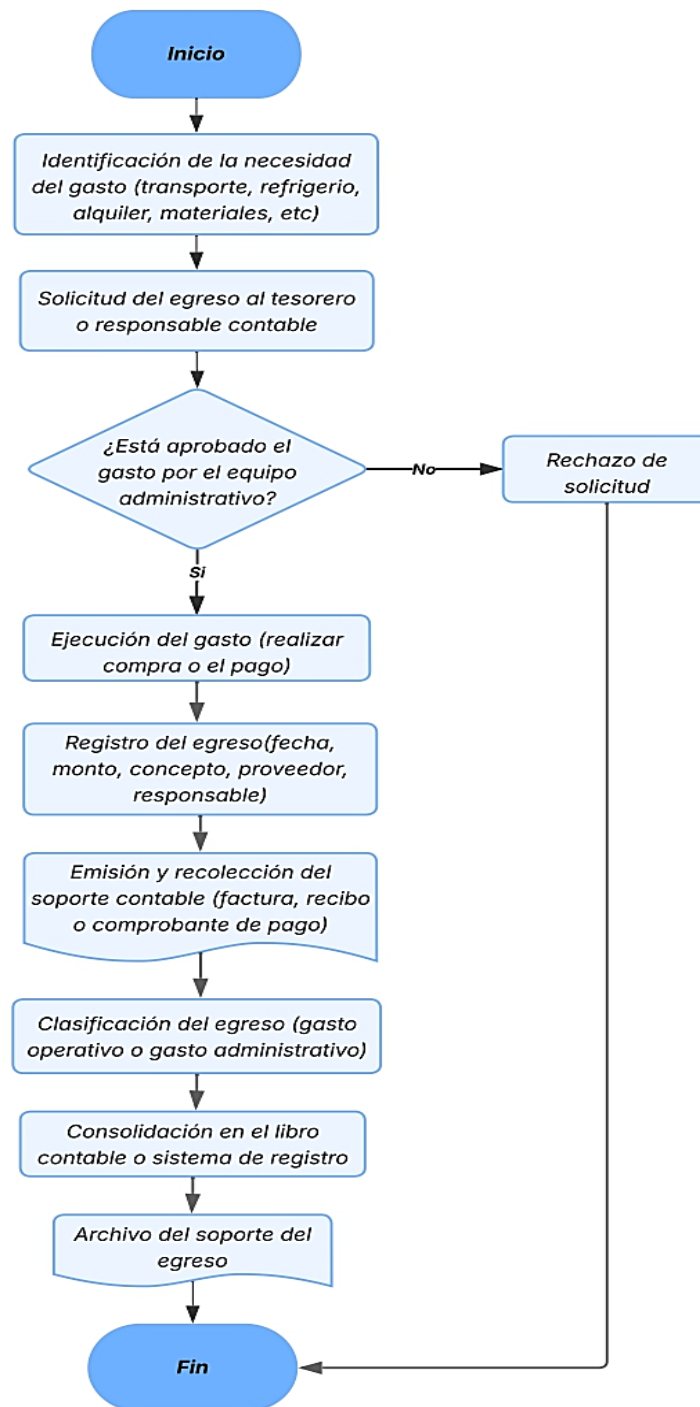 Inicio
Identificación de la necesidad
del gasto (transporte, refrigerio,
alquiler, materiales, etc)
Solicitud del egreso al tesorero
o responsable contable
¿Está aprobado el
gasto por el equipo
administrativo?
No
Rechazo de
solicitud
Si
Ejecución del gasto (realizar
compra o el pago)
Registro del egreso(fecha,
monto, concepto, proveedor,
responsable)
Emisión y recolección del
soporte contable (factura, recibo
o comprobante de pago)
Clasificación del egreso (gasto
operativo o gasto administrativo)
Consolidación en el libro
contable o sistema de registro
Archivo del soporte del
egreso
Fin